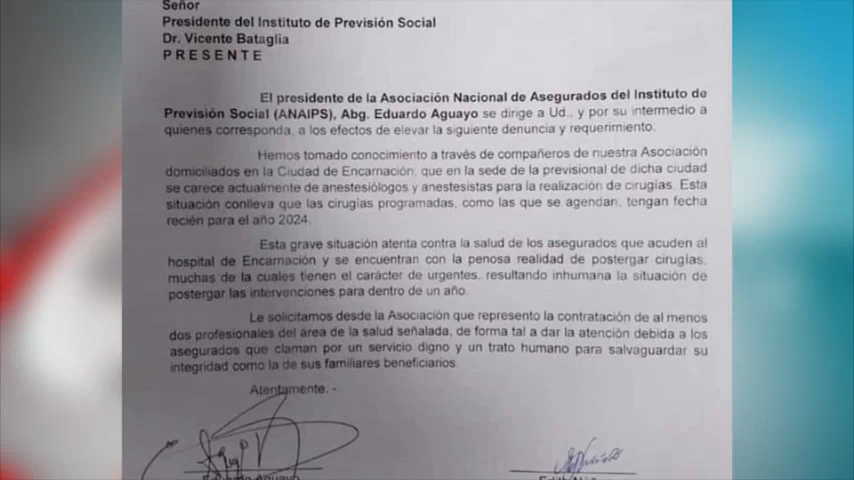 Señor
Presidente del Instituto de Previsión Social
Dr. Vicente Bataglia
P R E S E N T E
El presidente de la Asociación Nacional de Asegurados del Instituto de
Previsión Social (ANAIPS), Abg. Eduardo Aguayo se dirige a Ud., y por su intermedio a
quienes corresponda, a los efectos de elevar la siguiente denuncia y requerimiento:
Hemos tomado conocimiento a través de compañeros de nuestra Asociación
domiciliados en la Ciudad de Encarnación, que en la sede de la previsional de dicha ciudad
se carece actualmente de anestesiólogos y anestesistas para la realización de cirugías. Esta
situación conlleva que las cirugías programadas, como las que se agendan, tengan fecha
recién para el año 2024.
Esta grave situación atenta contra la salud de los asegurados que acuden al
hospital de Encarnación y se encuentran con la penosa realidad de postergar cirugías,
muchas de la cuales tienen el carácter de urgentes, resultando inhumana la situación de
postergar las intervenciones para dentro de un año.
Le solicitamos desde la Asociación que represento la contratación de al menos
dos profesionales del área de la salud señalada, de forma tal a dar la atención debida a los
asegurados que claman por un servicio digno y un trato humano para salvaguardar su
integridad como la de sus familiares beneficiarios.
Atentamente. -
Aguayo